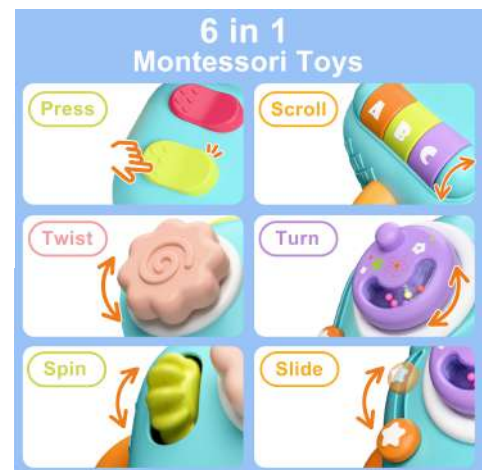 6 in 1
Montessori Toys
Press
Scroll
A
B
C
Twist
Turn
Spin
Slide